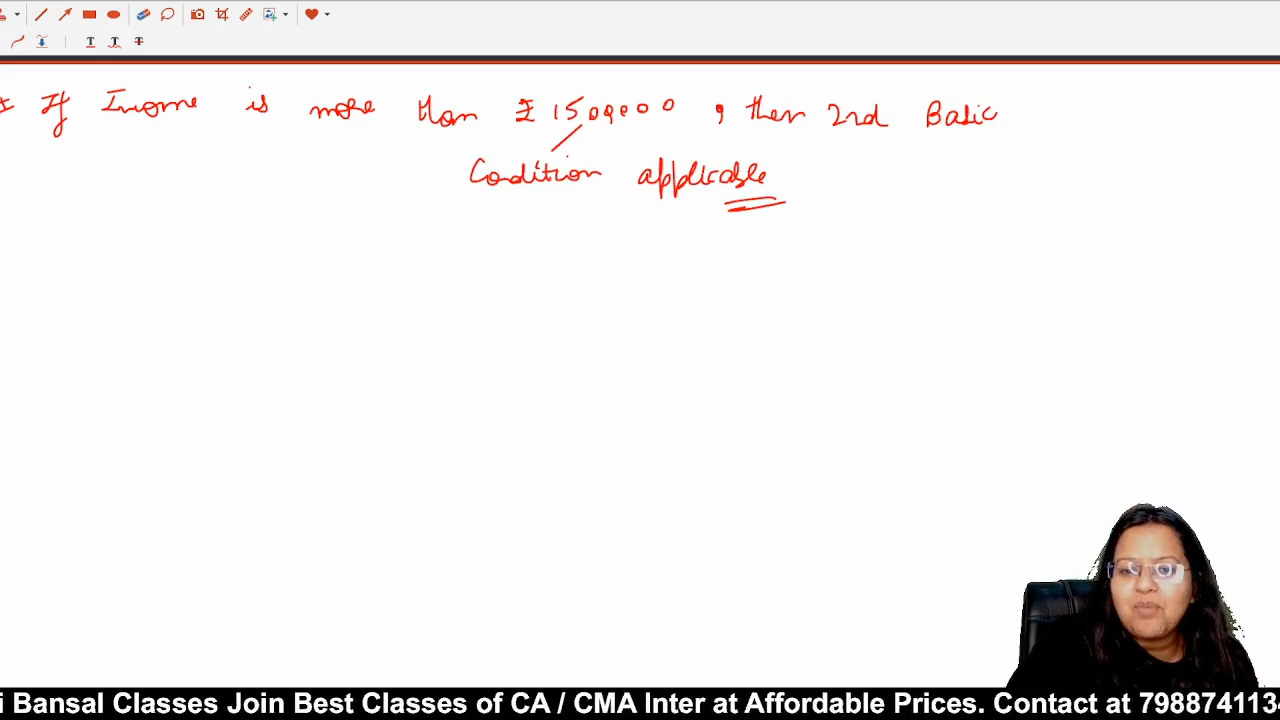 * If Income is more than ₹ 1500000, then 2nd Basic
Condition applicable
i Bansal Classes Join Best Classes of CA / CMA Inter at Affordable Prices. Contact at 7988741134